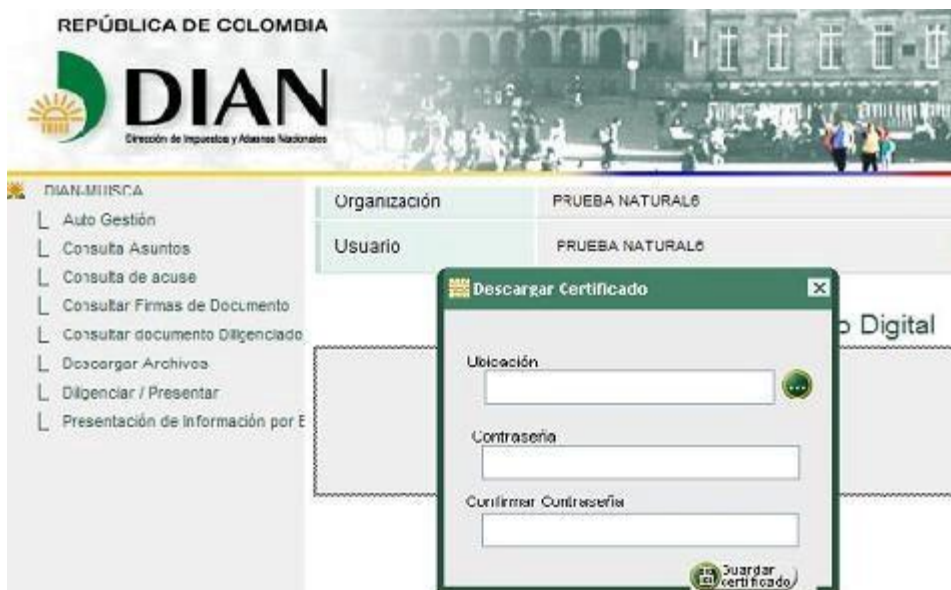 REPÚBLICA DE COLOMBIA
DIAN
Dirección de Impuestos y Aduanas Nacionales
DIAN-MUISCA
Auto Gestión
Consulta Asuntos
Consulta de acuse
Consultar Firmas de Documento
Consultar documento Diligenciado
Descargar Archivos
Diligenciar / Presentar
Presentación de Información por E
Organización PRUEBA NATURAL6
Usuario PRUEBA NATURAL6
Descargar Certificado
o Digital
Ubicación
...
Contraseña
Confirmar Contraseña
Guardar
certificado